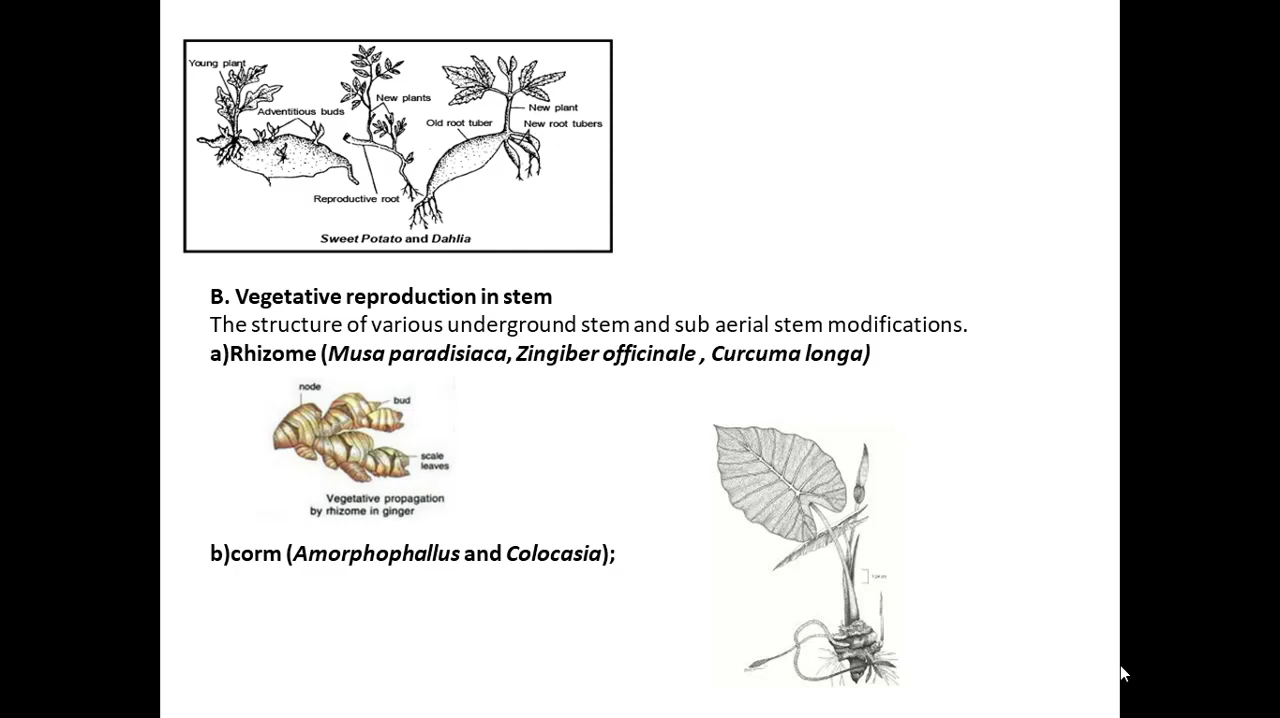 Young plant
Adventitious buds
New plants
Reproductive root
Old root tuber
New plant
New root tubers
Sweet Potato and Dahlia
B. Vegetative reproduction in stem
The structure of various underground stem and sub aerial stem modifications.
a)Rhizome (Musa paradisiaca, Zingiber officinale , Curcuma longa)
node
bud
scale
leaves
Vegetative propagation
by rhizome in ginger
b)corm (Amorphophallus and Colocasia);